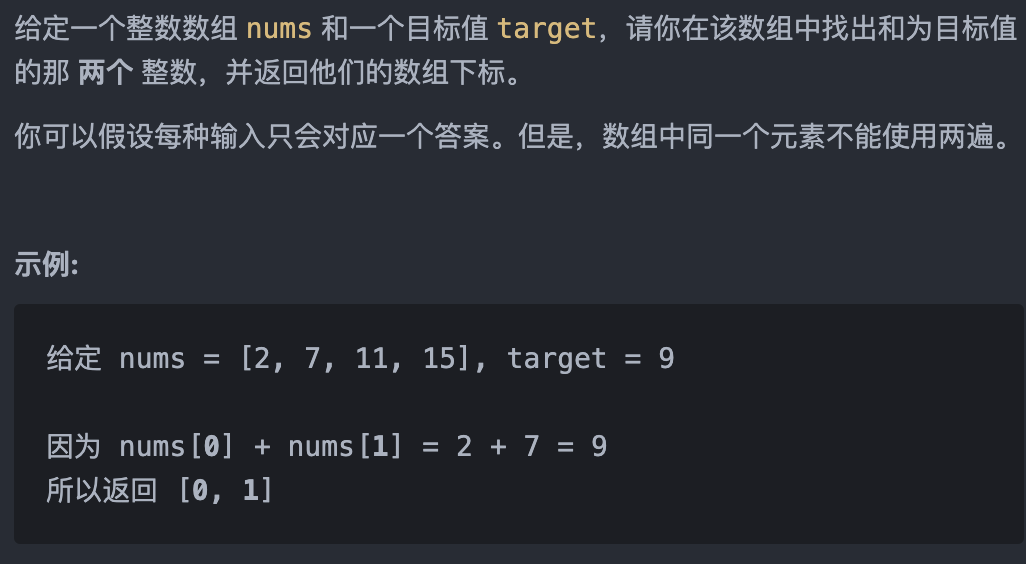 给定一个整数数组 nums 和一个目标值 target，请你在该数组中找出和为目标值
的那 两个 整数，并返回他们的数组下标。
你可以假设每种输入只会对应一个答案。但是，数组中同一个元素不能使用两遍。
示例:
给定 nums = [2, 7, 11, 15], target = 9
因为 nums[0] + nums[1] = 2 + 7 = 9
所以返回 [0, 1]